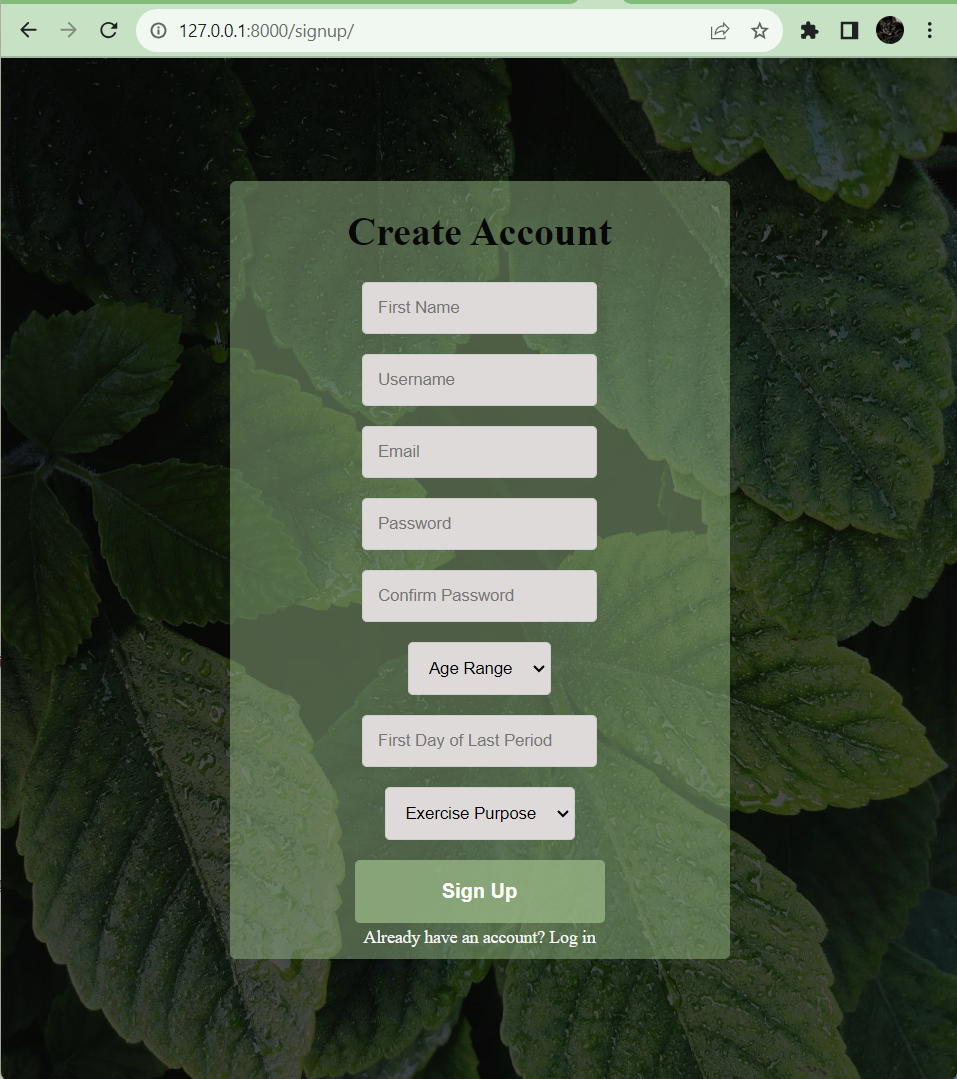 127.0.0.1:8000/signup/
Create Account
First Name
Username
Email
Password
Confirm Password
Age Range
First Day of Last Period
Exercise Purpose
Sign Up
Already have an account? Log in